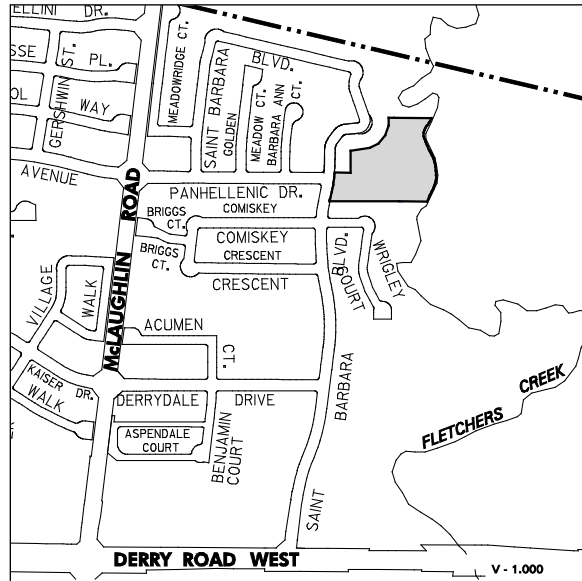 ELLINI DR.
SSE
ST.
PL.
OL
GERSHWIN
WAY
AVENUE
MEADOWRIDGE CT.
SAINT BARBARA
BLVD.
GOLDEN
MEADOW CT.
BARBARA ANN
CT.
PANHELLENIC DR.
COMISKEY
BRIGGS
CT.
COMISKEY
CRESCENT
BRIGGS
CT.
CRESCENT
BLVD.
COURT
WRIGLEY
McLAUGHLIN ROAD
VILLAGE
WALK
ACUMEN
CT.
KAISER DR.
WALK
DERRYDALE DRIVE
ASPENDALE
COURT
BENJAMIN
COURT
BARBARA
SAINT
FLETCHERS CREEK
DERRY ROAD WEST
V - 1.000